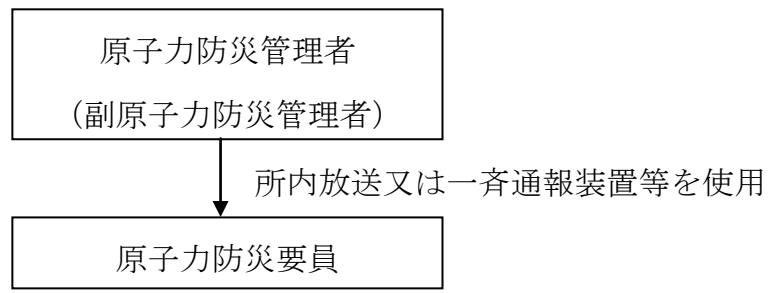 原子力防災管理者
（副原子力防災管理者）
所内放送又は一斉通報装置等を使用
原子力防災要員